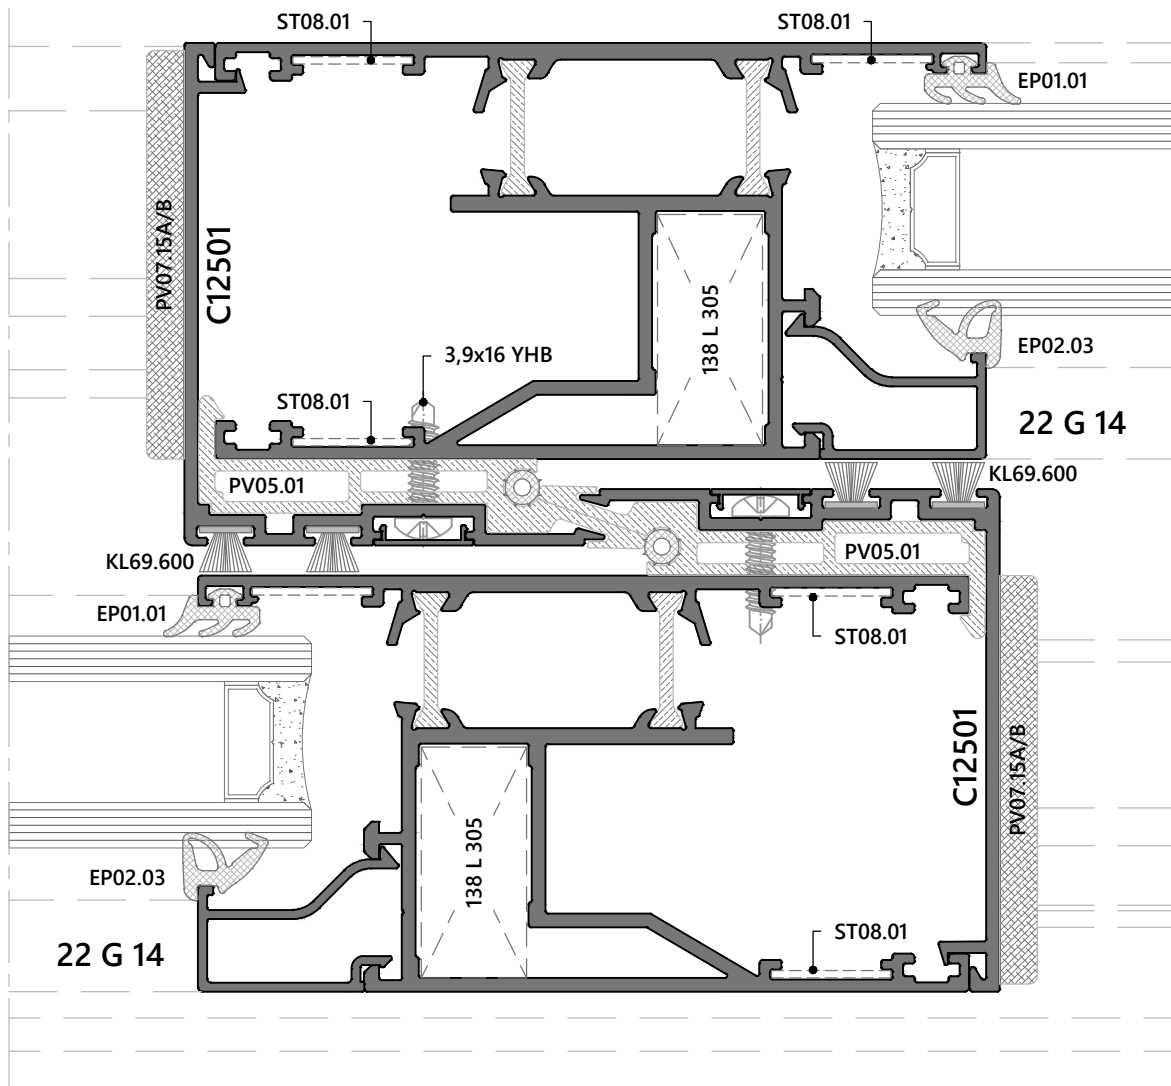 ST08.01
ST08.01
EP01.01
PV07.15A/B
C12501
138 L 305
3,9x16 YHB
EP02.03
ST08.01
22 G 14
PV05.01
KL69.600
KL69.600
PV05.01
EP01.01
ST08.01
C12501
PV07.15A/B
138 L 305
EP02.03
ST08.01
22 G 14